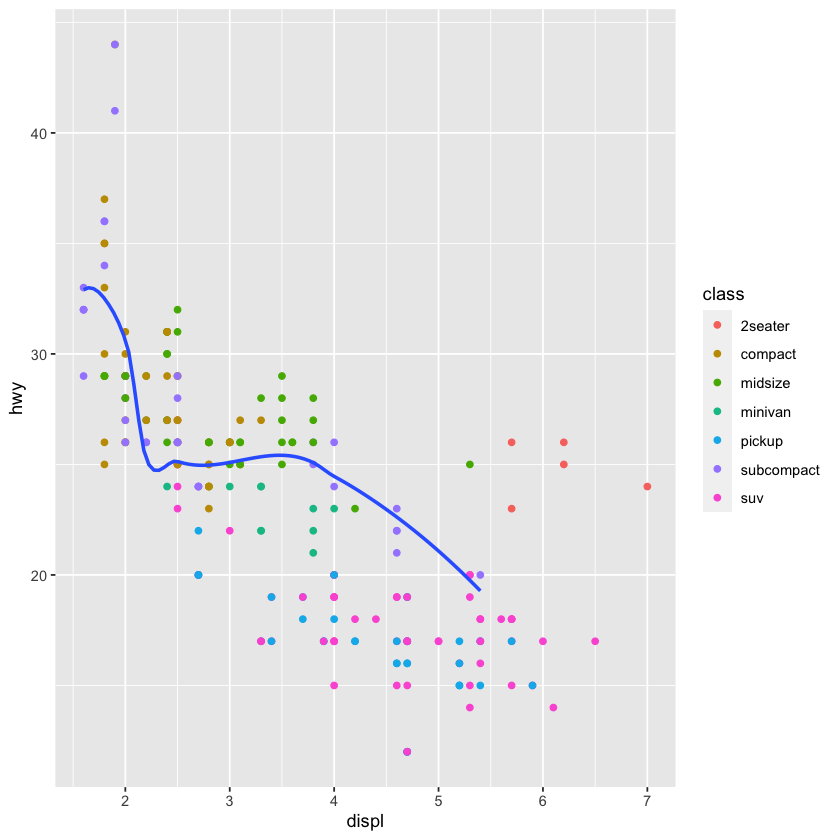 hwy
40
30
20
2 3 4 5 6 7
displ
class
2seater
compact
midsize
minivan
pickup
subcompact
suv